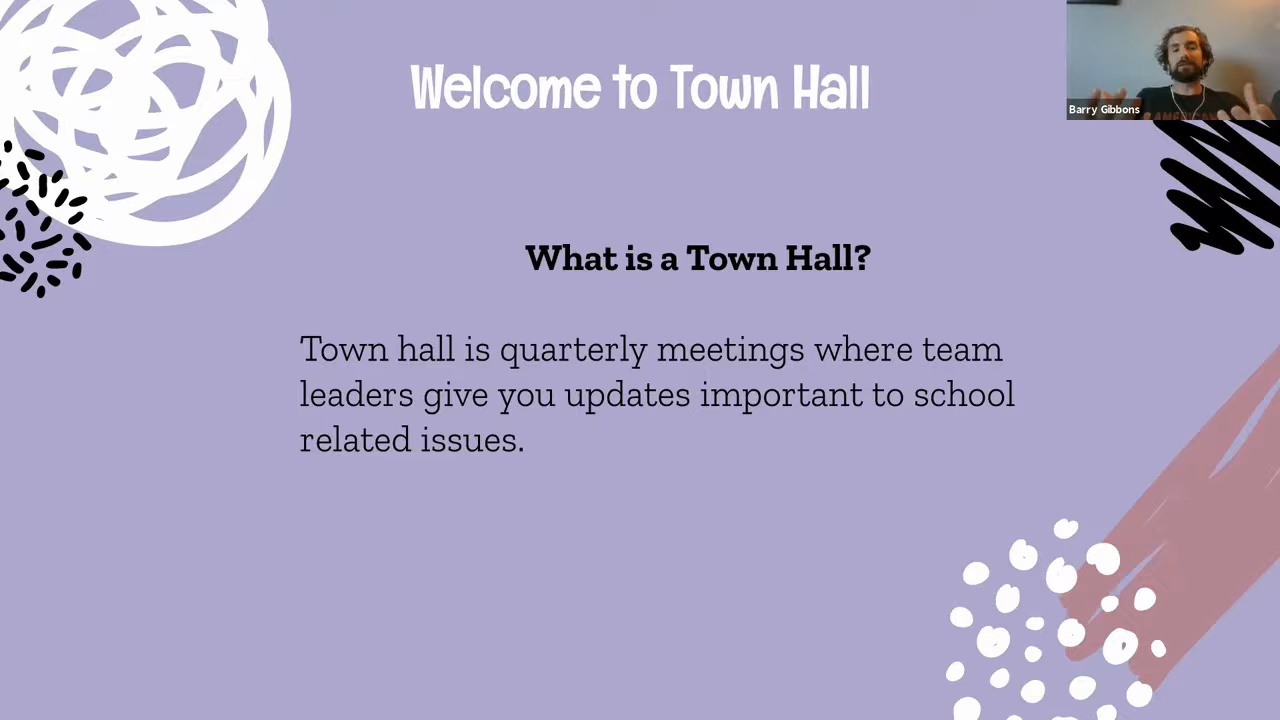 Welcome to Town Hall
Barry Gibbons
What is a Town Hall?
Town hall is quarterly meetings where team
leaders give you updates important to school
related issues.